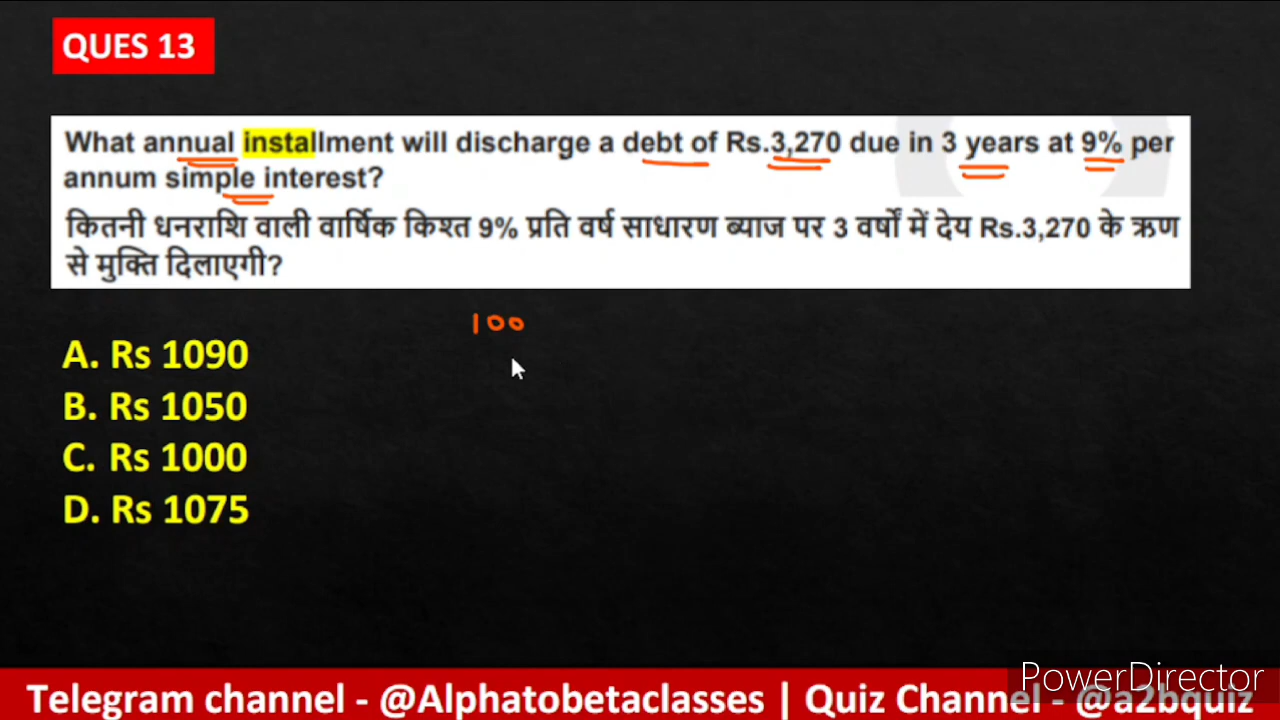 QUES 13
What annual installment will discharge a debt of Rs.3,270 due in 3 years at 9% per
annum simple interest?
कितनी धनराशि वाली वार्षिक किश्त 9% प्रति वर्ष साधारण ब्याज पर 3 वर्षों में देय Rs.3,270 के ऋण
से मुक्ति दिलाएगी?
100
A. Rs 1090
B. Rs 1050
C. Rs 1000
D. Rs 1075
PowerDirector
Telegram channel - @Alphatobetaclasses | Quiz Channel - @a2bquiz